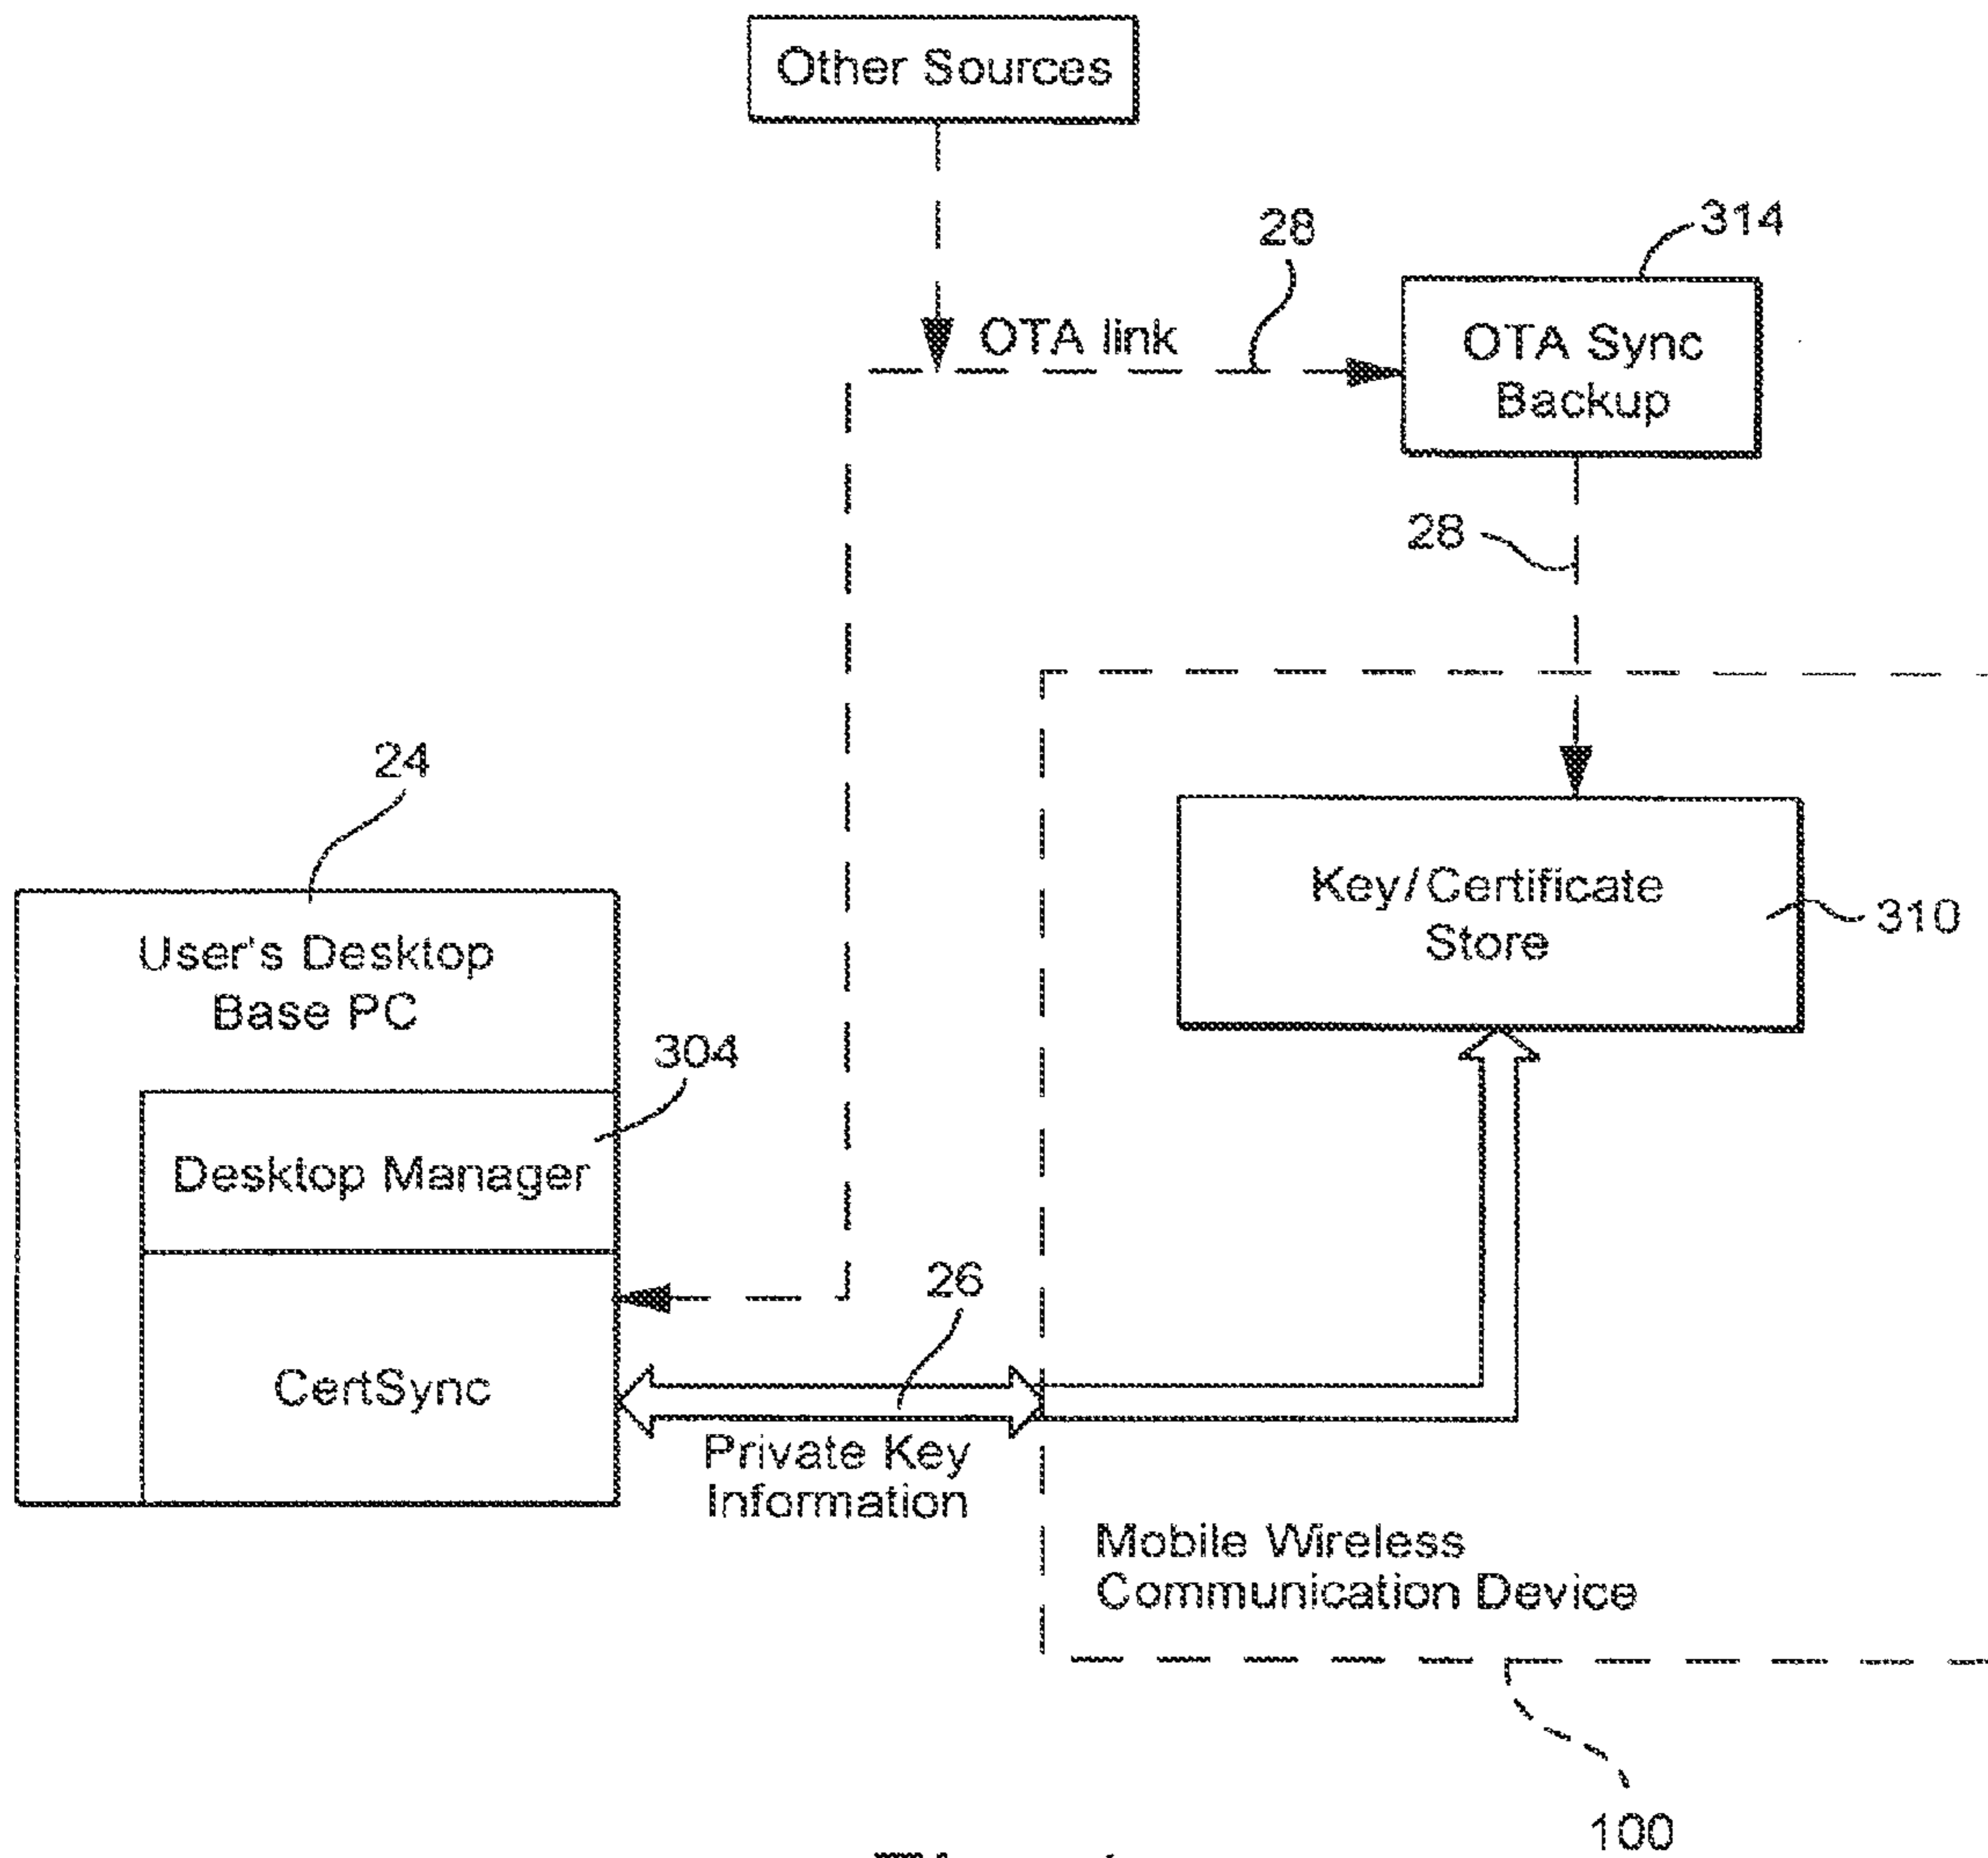 Other Sources
28
314
OTA link
OTA Sync
Backup
28
24
Key/Certificate
Store
310
User's Desktop
Base PC
304
Desktop Manager
26
CertSync
Private Key
Information
Mobile Wireless
Communication Device
100